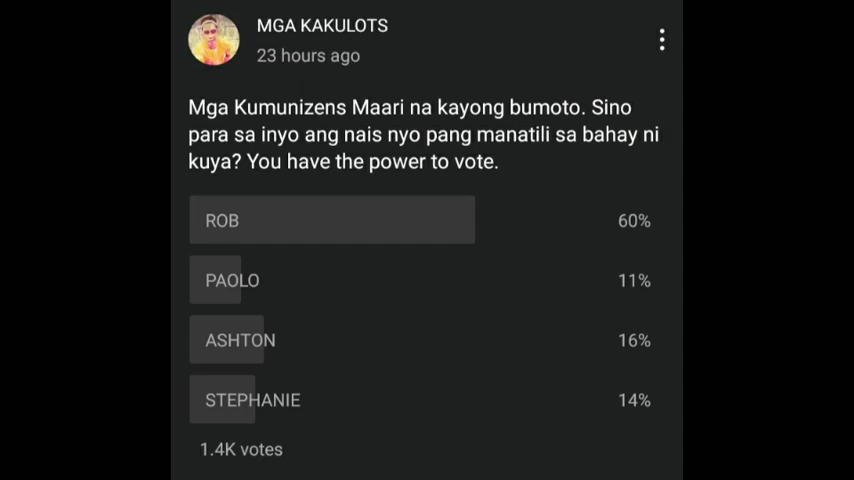 MGA KAKULOTS
23 hours ago
Mga Kumunizens Maari na kayong bumoto. Sino
para sa inyo ang nais nyo pang manatili sa bahay ni
kuya? You have the power to vote.
ROB 60%
PAOLO 11%
ASHTON 16%
STEPHANIE 14%
1.4K votes